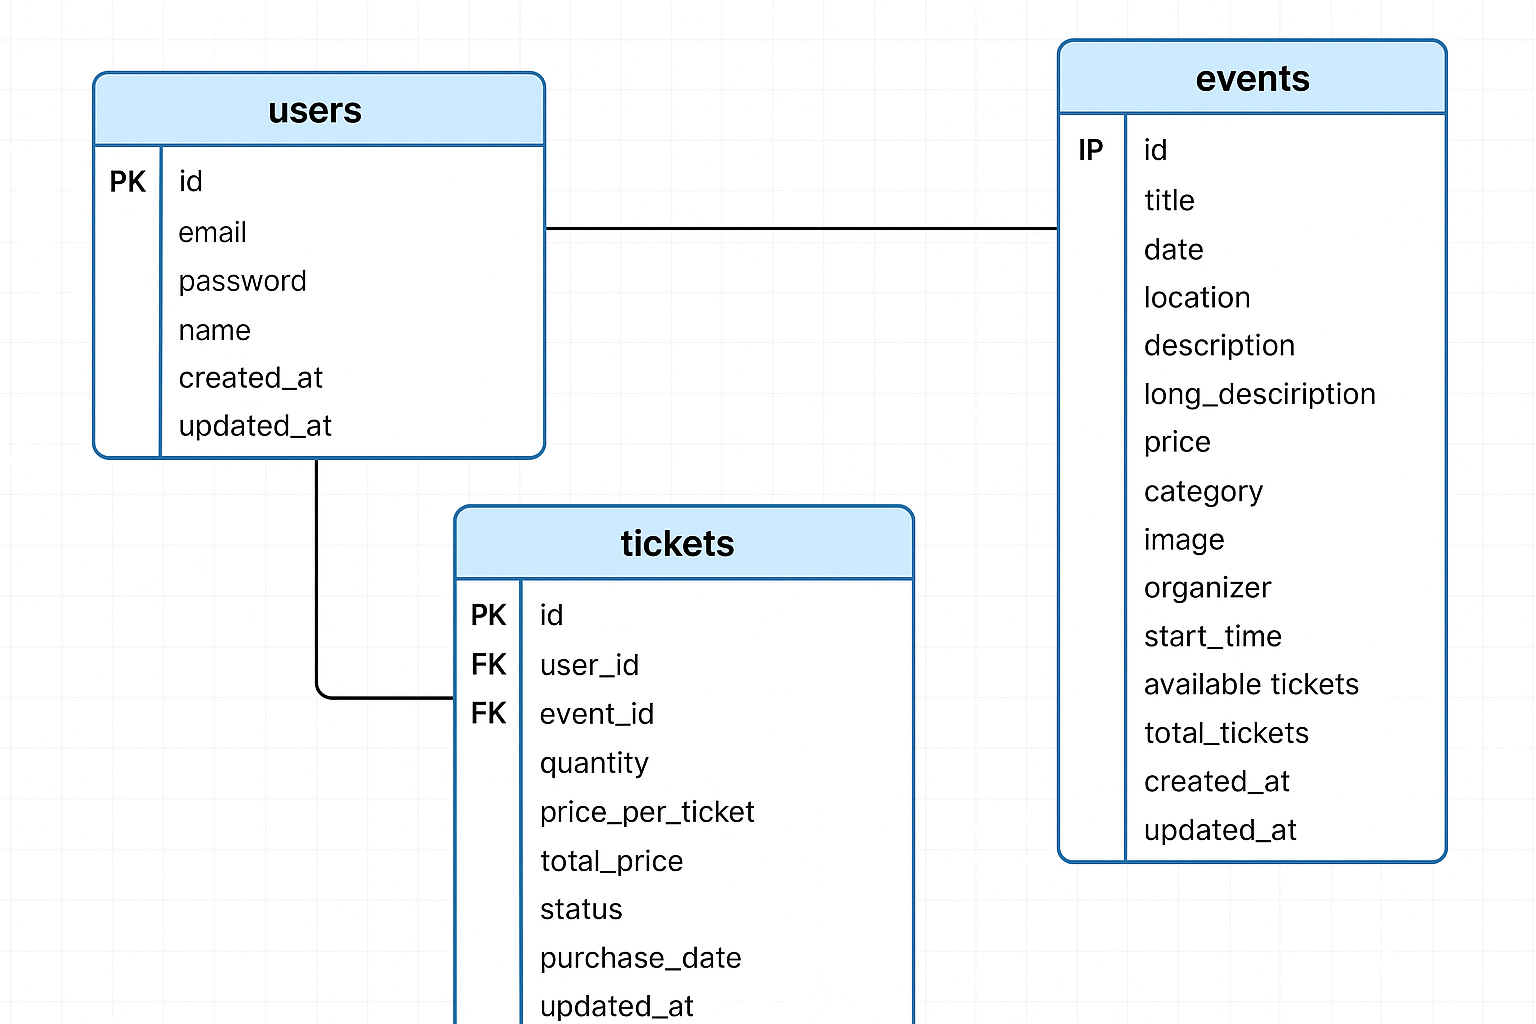 users
PK id
email
password
name
created_at
updated_at
events
IP id
title
date
location
description
long_desciription
price
category
image
organizer
start_time
available tickets
total_tickets
created_at
updated_at
tickets
PK id
FK user_id
FK event_id
quantity
price_per_ticket
total_price
status
purchase_date
updated_at